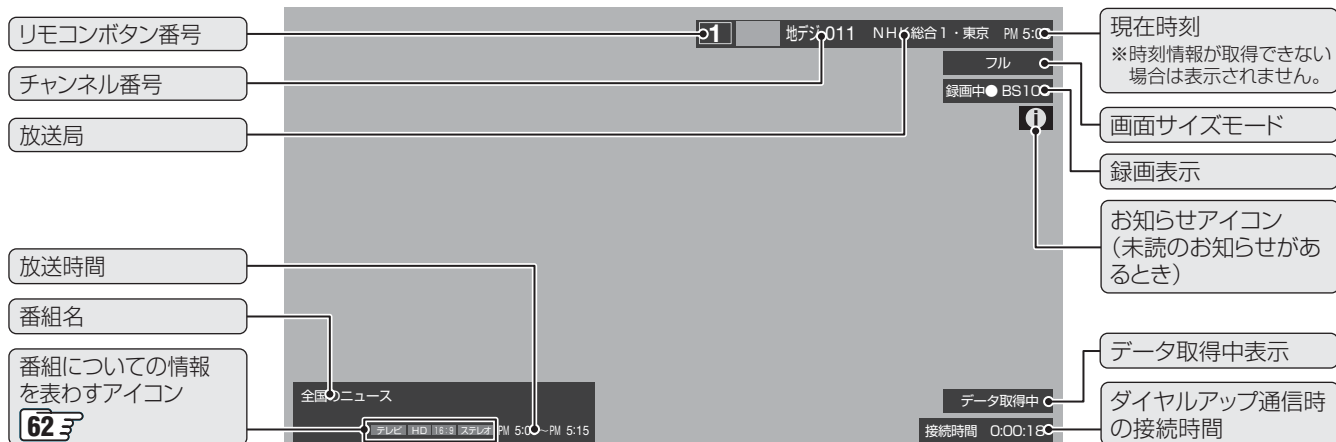 リモコンボタン番号
チャンネル番号
放送局
放送時間
番組名
番組についての情報
を表わすアイコン
62
1 地デジ 011 NHK総合1・東京 PM 5:0
フル
録画中● BS10
i
全国のニュース
テレビ HD 16:9 ステレオ PM 5:0 ~PM 5:15
データ取得中
接続時間 0:00:18
現在時刻
※時刻情報が取得できない
場合は表示されません。
画面サイズモード
録画表示
お知らせアイコン
(未読のお知らせがあ
るとき)
データ取得中表示
ダイヤルアップ通信時
の接続時間